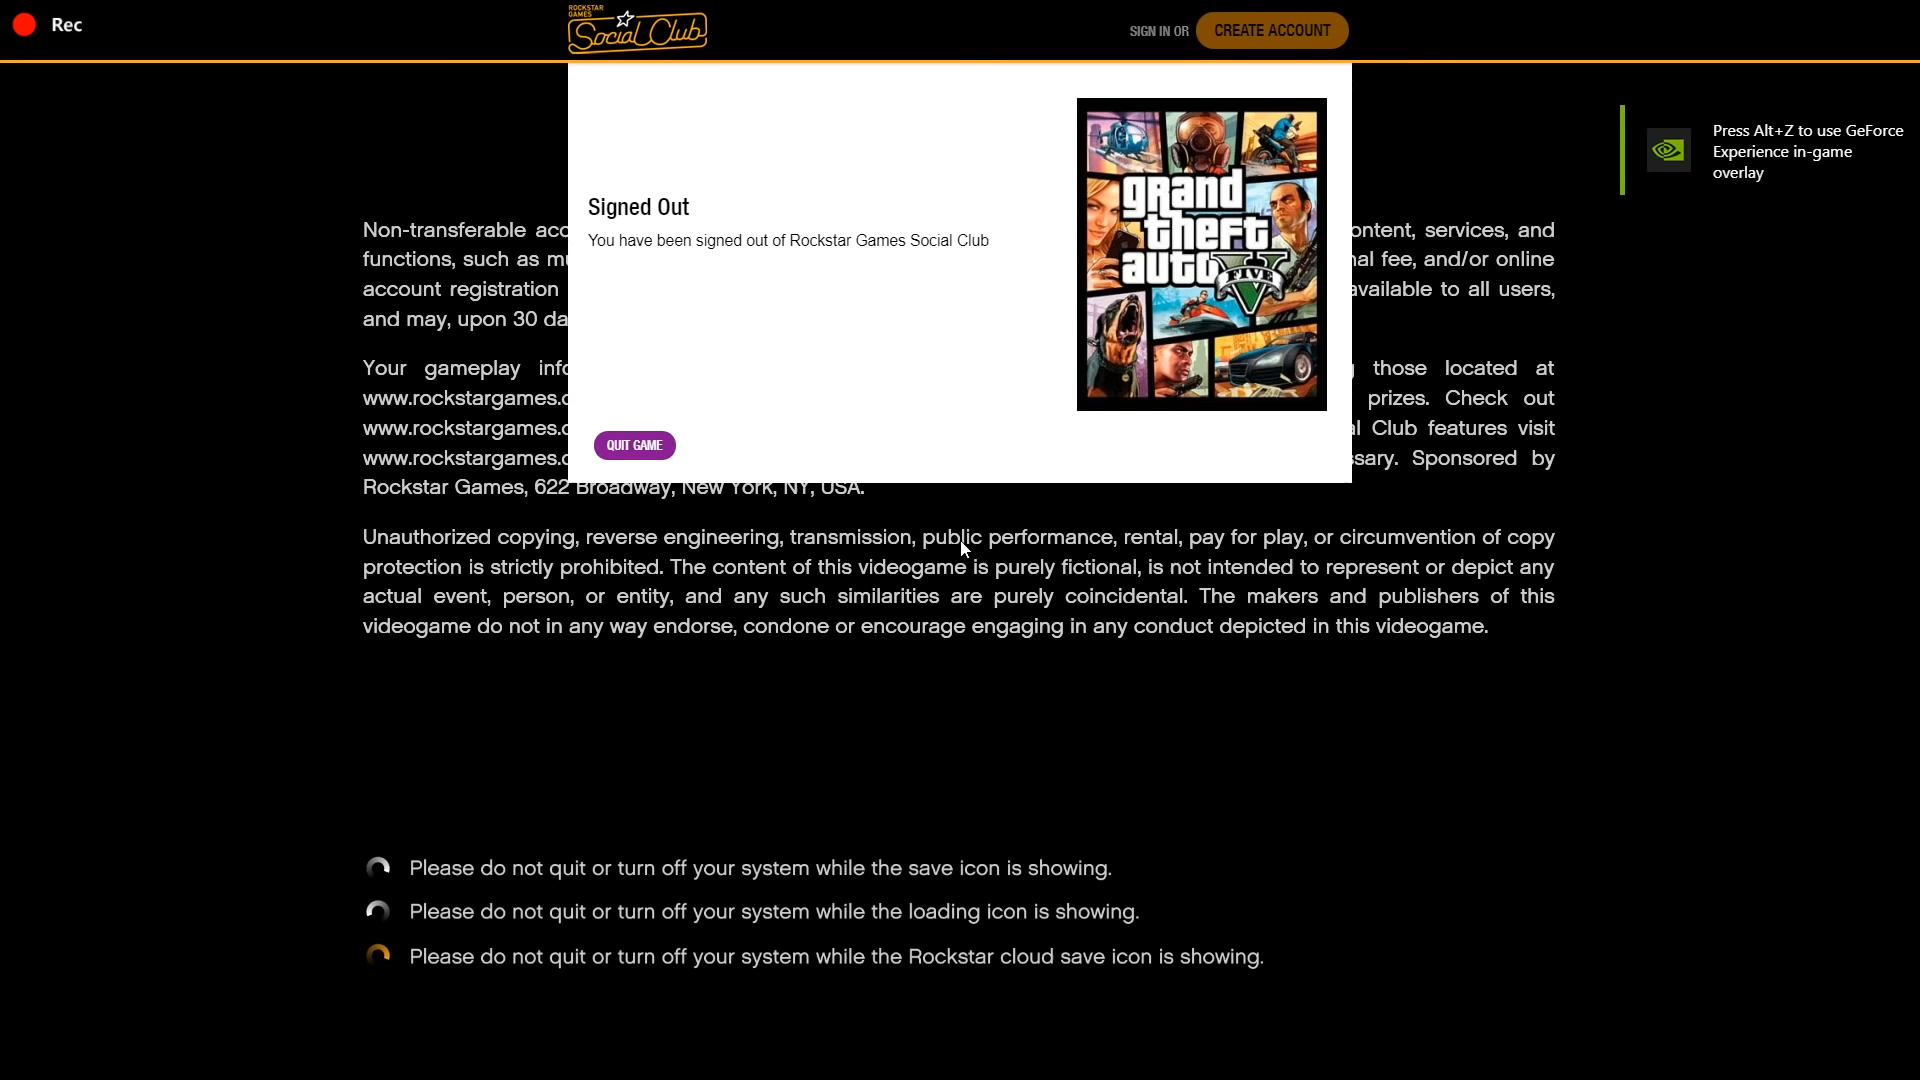 Rec
ROCKSTAR
GAMES
Social Club
SIGN IN OR
CREATE ACCOUNT
Press Alt+Z to use GeForce
Experience in-game
overlay
Signed Out
You have been signed out of Rockstar Games Social Club
grand
theft
auto
V
FIVE
QUIT GAME
Non-transferable ontent, services, and
functions, such as nal fee, and/or online
account registration available to all users,
and may, upon 30
Your gameplay those located at
www.rockstargames. prizes. Check out
www.rockstargames. Club features visit
www.rockstargames. Sponsored by
Rockstar Games, 622 Broadway, New York, NY, USA.
Unauthorized copying, reverse engineering, transmission, public performance, rental, pay for play, or circumvention of copy
protection is strictly prohibited. The content of this videogame is purely fictional, is not intended to represent or depict any
actual event, person, or entity, and any such similarities are purely coincidental. The makers and publishers of this
videogame do not in any way endorse, condone or encourage engaging in any conduct depicted in this videogame.
Please do not quit or turn off your system while the save icon is showing.
Please do not quit or turn off your system while the loading icon is showing.
Please do not quit or turn off your system while the Rockstar cloud save icon is showing.